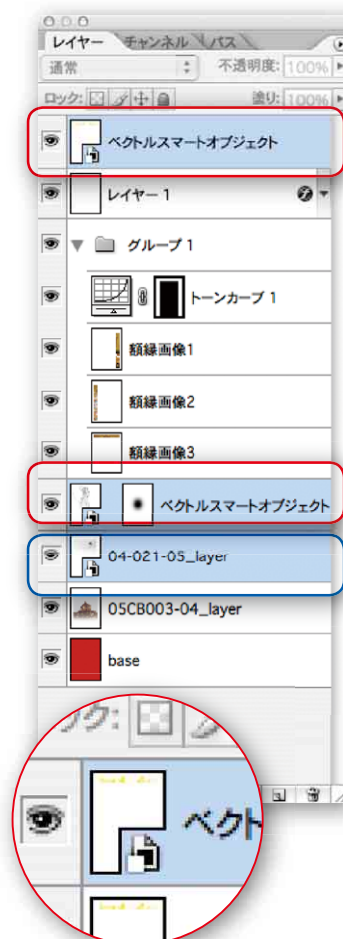 レイヤー チャンネル パス
通常 不透明度: 100%
ロック: 塗り: 100%
ベクトルスマートオブジェクト
レイヤー 1
グループ 1
トーンカーブ 1
額縁画像1
額縁画像2
額縁画像3
ベクトルスマートオブジェクト
04-021-05_layer
05CB003-04_layer
base
ック:
ベクト